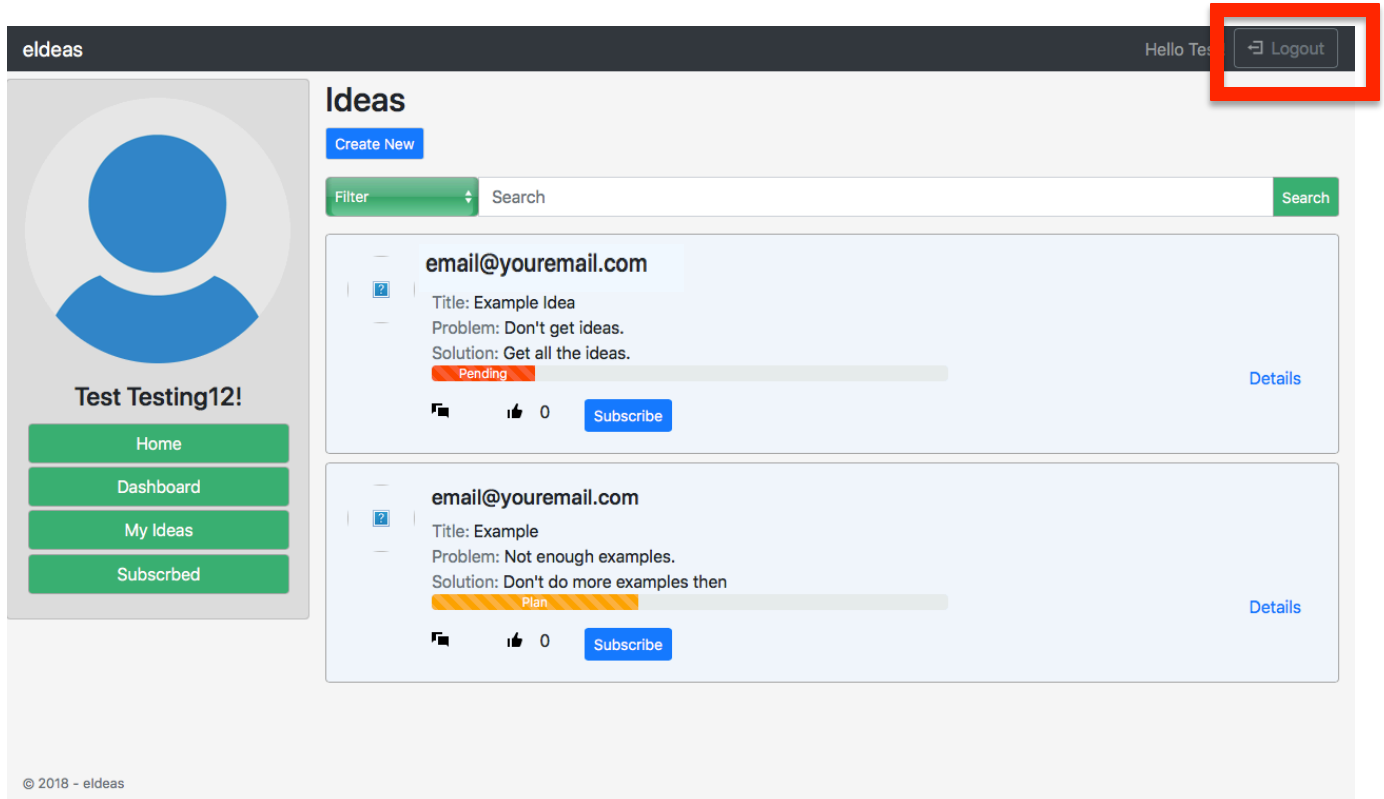 eIdeas
Hello Tes
Logout
Test Testing12!
Home
Dashboard
My Ideas
Subscrbed
Ideas
Create New
Filter Search Search
email@youremail.com
Title: Example Idea
Problem: Don't get ideas.
Solution: Get all the ideas.
Pending
Details
0 Subscribe
email@youremail.com
Title: Example
Problem: Not enough examples.
Solution: Don't do more examples then
Plan
Details
0 Subscribe
© 2018 - eIdeas